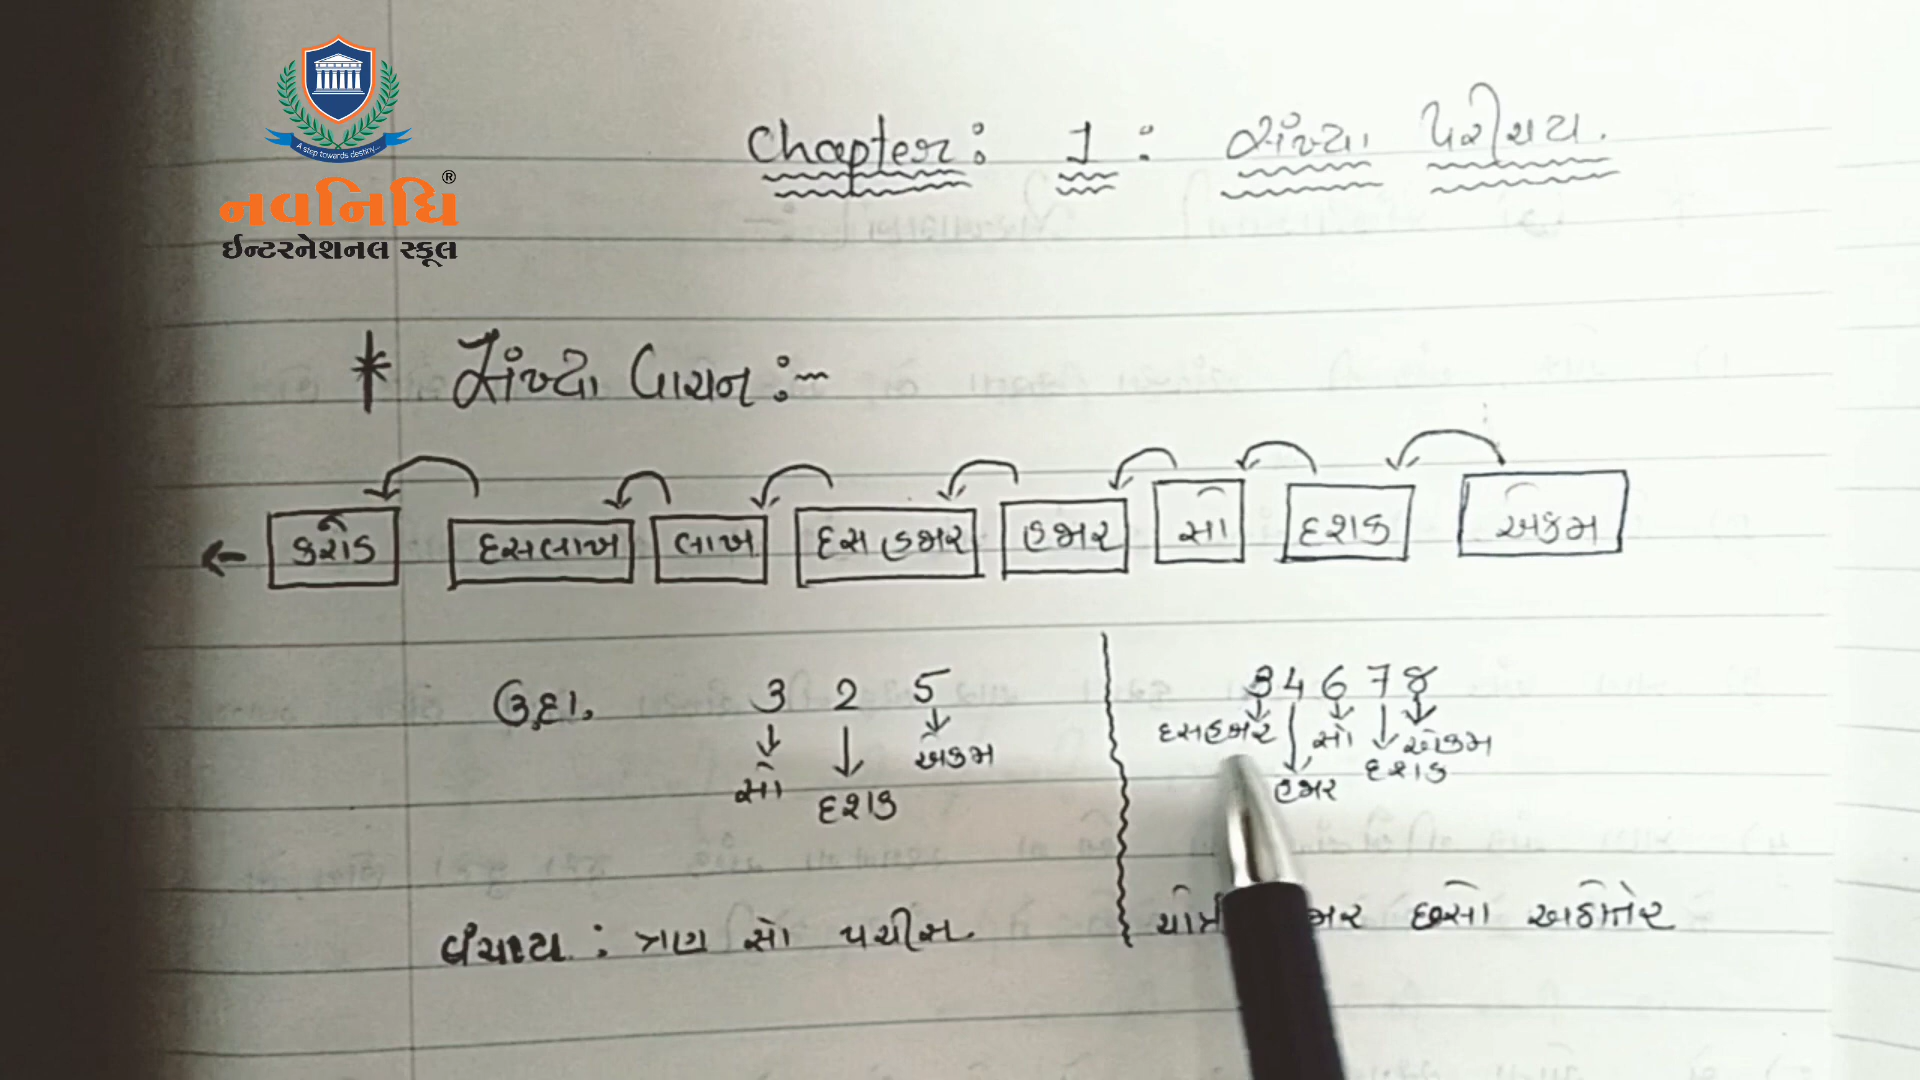 A step towards destiny...
નવનિધિ®
ઈન્ટરનેશનલ સ્કૂલ
Chapter: 1: સંખ્યા પરીચય.
* સંખ્યા વાચન:~
કરોડ દસલાખ લાખ દસ હજાર હજાર સો દશક એકમ
ઉદા. 3 2 5
સો દશક એકમ
3 4 6 7 8
દસહજાર હજાર સો દશક એકમ
વંચાય : ત્રણ સો પચીસ.
છસો અઠોતેર